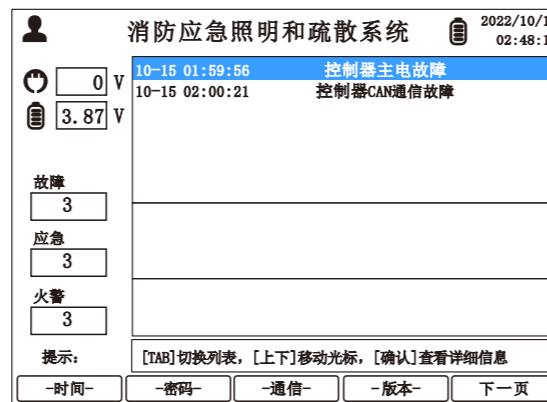 消防应急照明和疏散系统
2022/10/1
02:48:1
0 V
3.87 V
10-15 01:59:56 控制器主电故障
10-15 02:00:21 控制器CAN通信故障
故障
3
应急
3
火警
3
提示:
[TAB]切换列表, [上下]移动光标, [确认]查看详细信息
-时间- -密码- -通信- -版本- 下一页